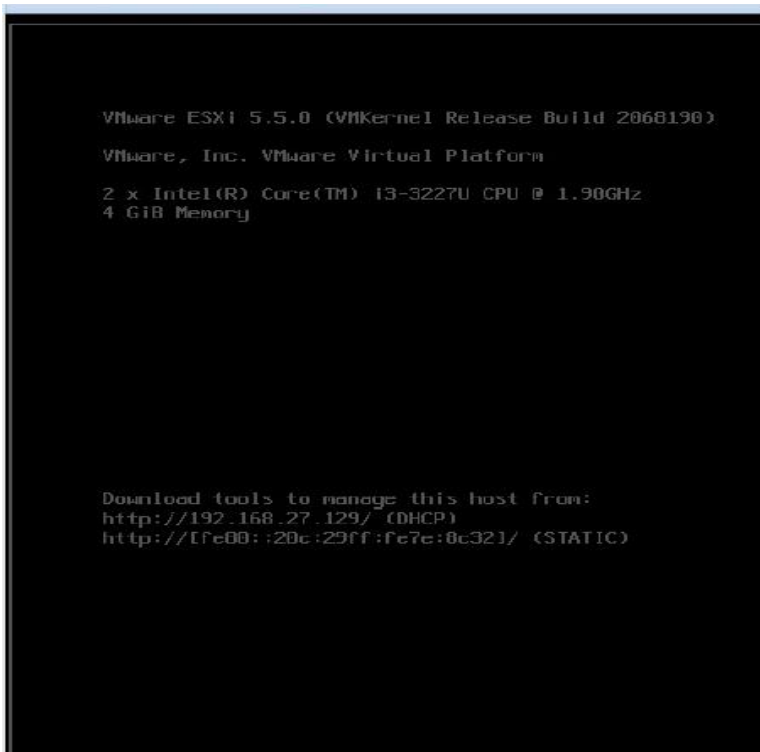 VMware ESXi 5.5.0 (VMKernel Release Build 2068190)
VMware, Inc. VMware Virtual Platform
2 x Intel(R) Core(TM) i3-3227U CPU @ 1.90GHz
4 GiB Memory
Download tools to manage this host from:
http://192.168.27.129/ (DHCP)
http://[fe80::20c:29ff:fe7e:8c32]/ (STATIC)